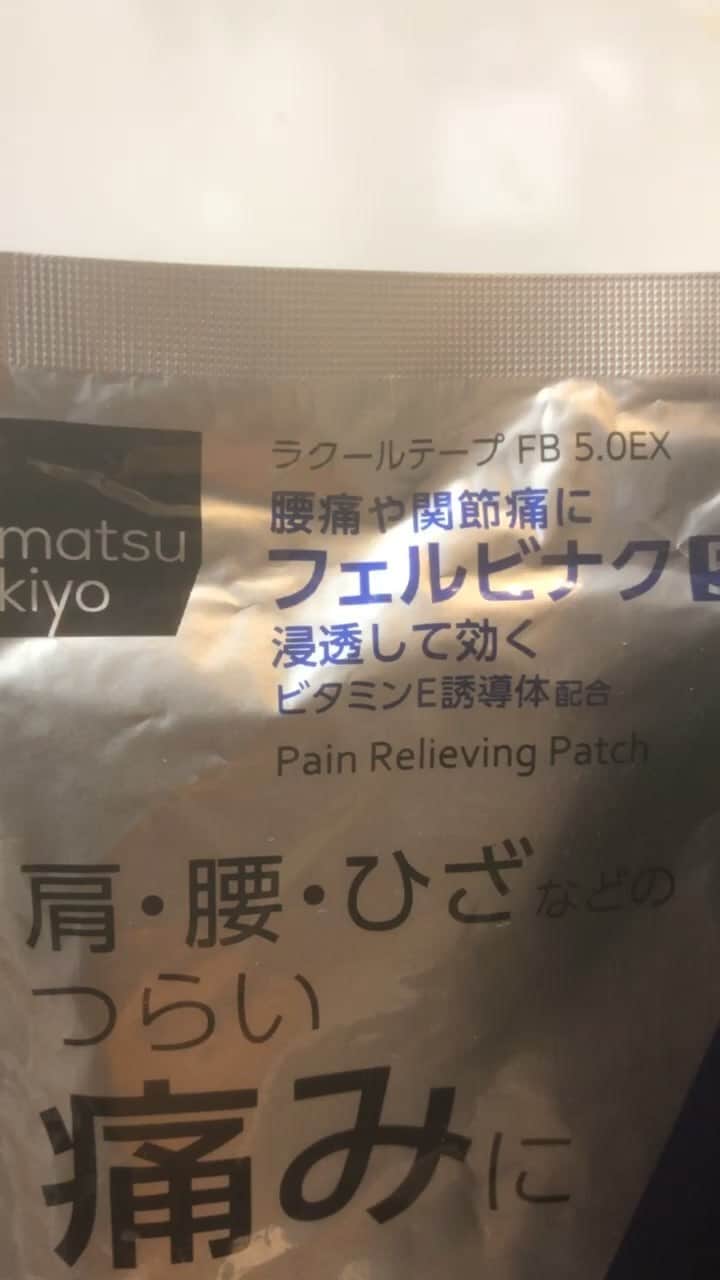 matsu
kiyo
ラクールテープ FB 5.0EX
腰痛や関節痛に
フェルビナク
浸透して効く
ビタミンE誘導体配合
Pain Relieving Patch
肩・腰・ひざなどの
つらい
痛みに